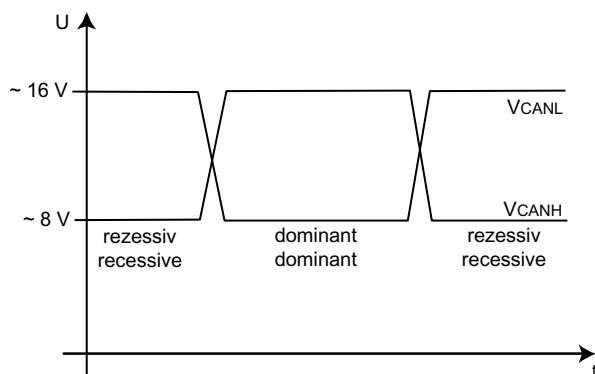 U
~ 16 V
VCANL
~ 8 V
VCANH
rezessiv dominant rezessiv
recessive dominant recessive
t